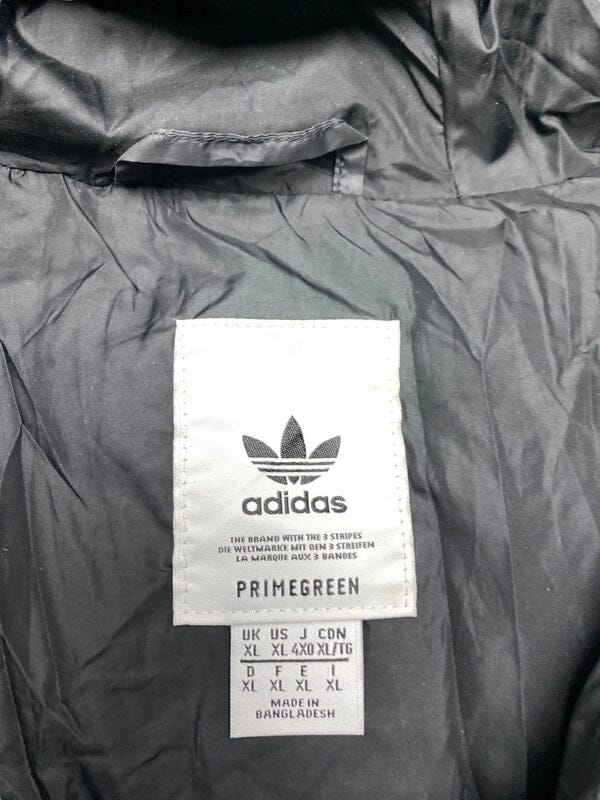 adidas
THE BRAND WITH THE 3 STRIPES
DIE WELTMARKE MIT DEN 3 STREIFEN
LA MARQUE AUX 3 BANDES
PRIMEGREEN
UK US J CDN
XL XL 4XO XL/TG
D F E I
XL XL XL XL
MADE IN
BANGLADESH